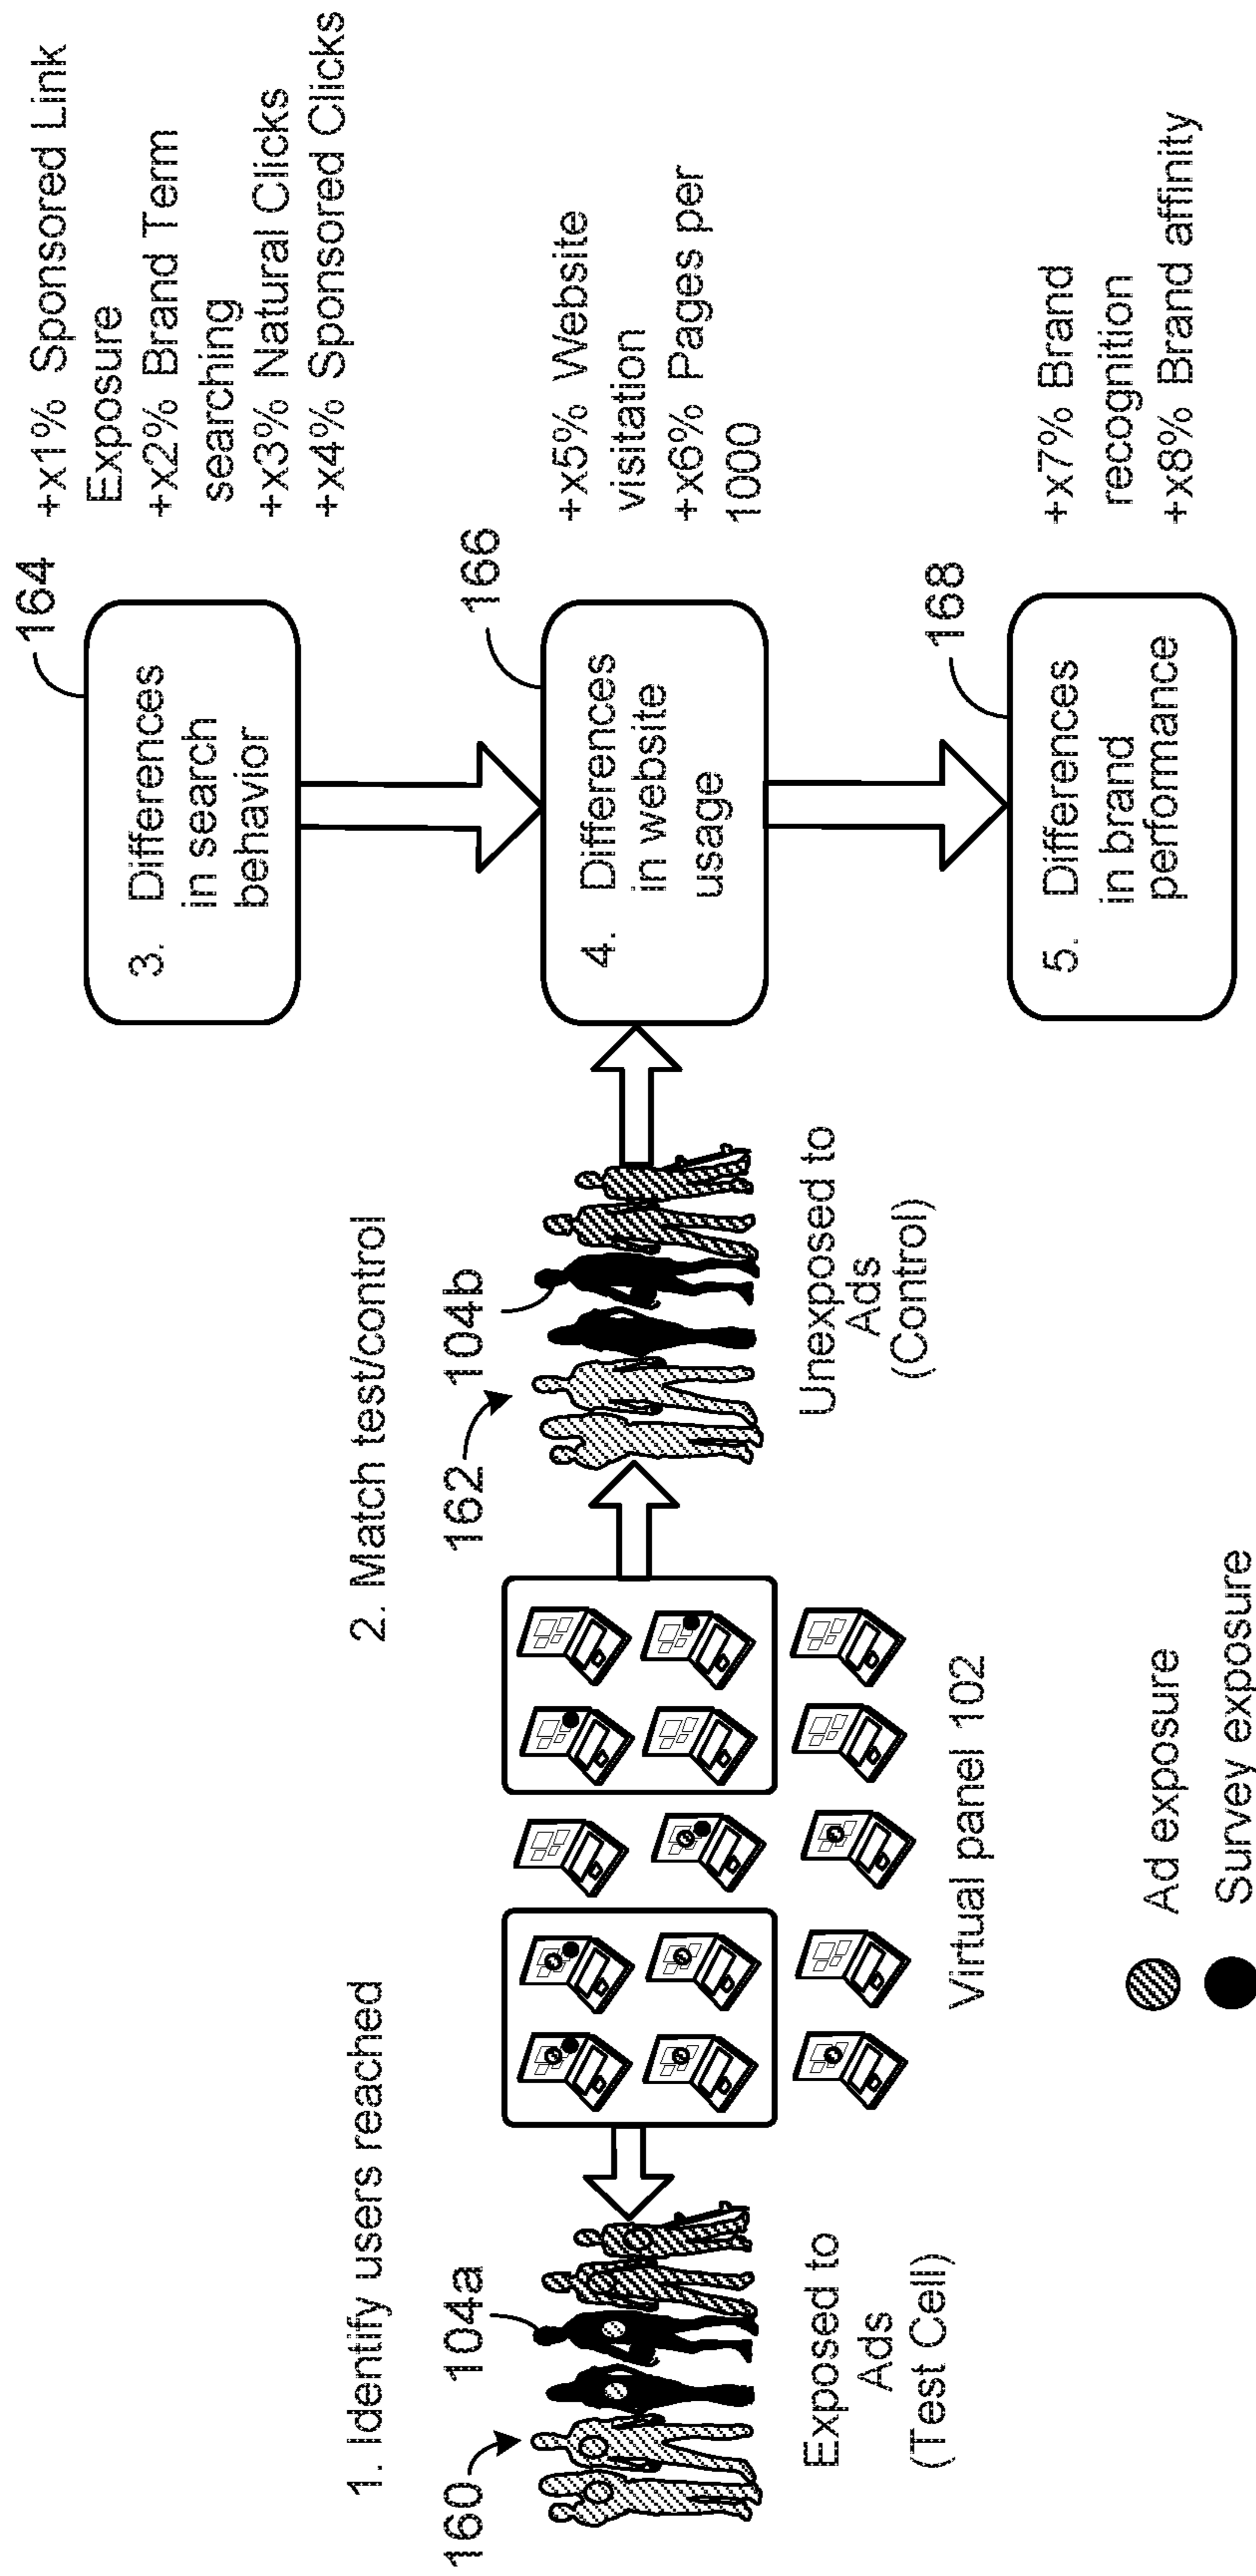 1. Identify users reached
160
104a
Exposed to
Ads
(Test Cell)
Virtual panel 102
Ad exposure
Survey exposure
2. Match test/control
162
104b
Unexposed to
Ads
(Control)
164
3. Differences
in search
behavior
+x1% Sponsored Link
Exposure
+x2% Brand Term
searching
+x3% Natural Clicks
+x4% Sponsored Clicks
166
4. Differences
in website
usage
+x5% Website
visitation
+x6% Pages per
1000
168
5. Differences
in brand
performance
+x7% Brand
recognition
+x8% Brand affinity